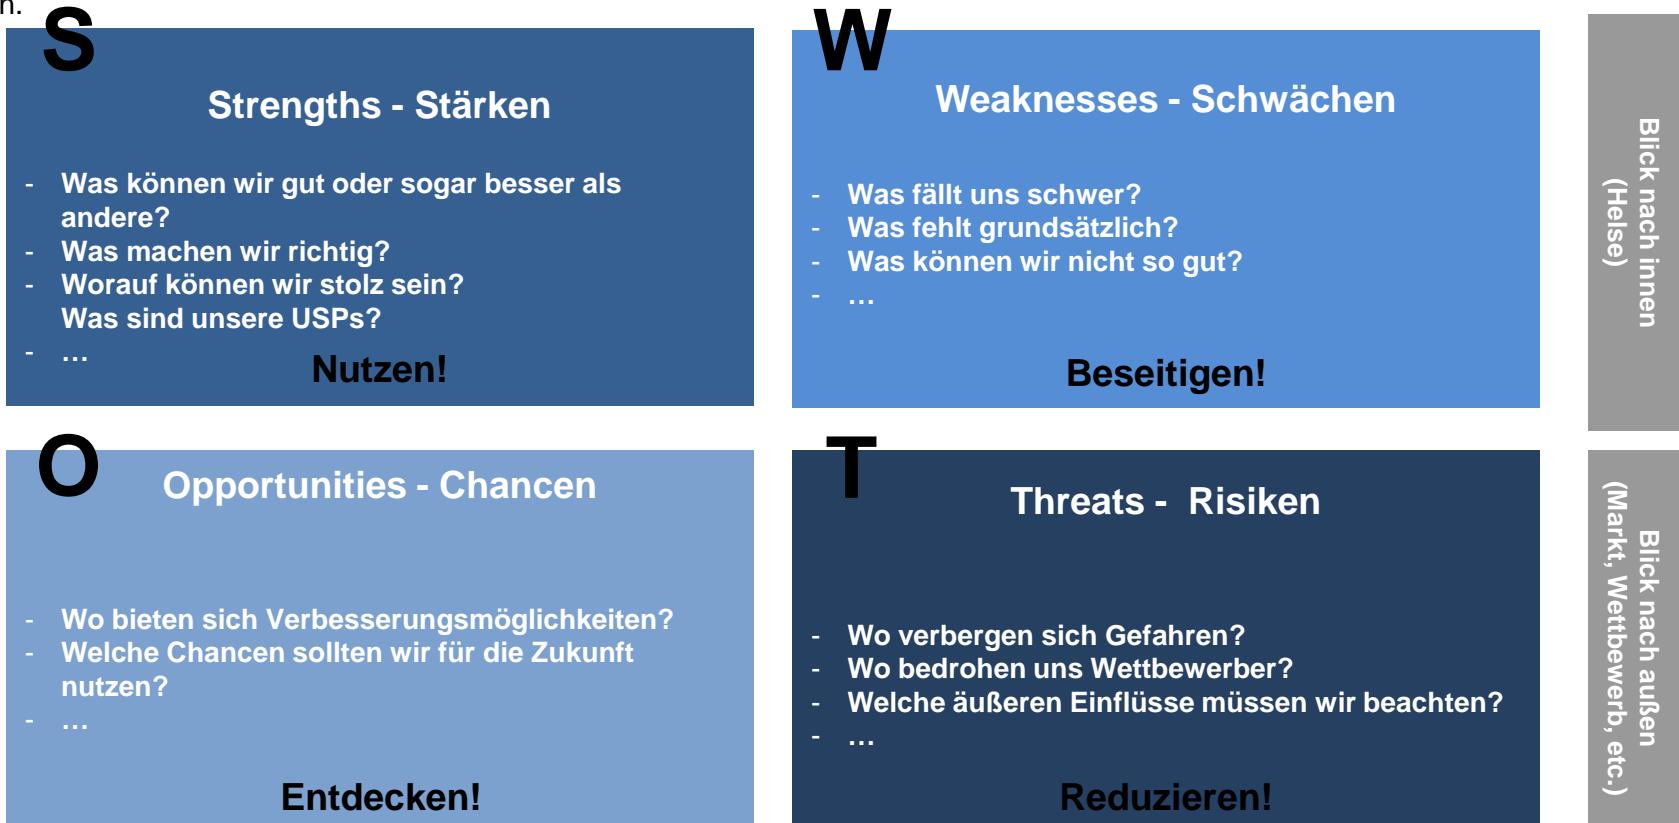 n.
S
Strengths - Stärken
- Was können wir gut oder sogar besser als
andere?
- Was machen wir richtig?
- Worauf können wir stolz sein?
Was sind unsere USPs?
- …
Nutzen!
W
Weaknesses - Schwächen
- Was fällt uns schwer?
- Was fehlt grundsätzlich?
- Was können wir nicht so gut?
- …
Beseitigen!
Blick nach innen
(Helse)
O
Opportunities - Chancen
- Wo bieten sich Verbesserungsmöglichkeiten?
- Welche Chancen sollten wir für die Zukunft
nutzen?
- …
Entdecken!
T
Threats -  Risiken
- Wo verbergen sich Gefahren?
- Wo bedrohen uns Wettbewerber?
- Welche äußeren Einflüsse müssen wir beachten?
- …
Reduzieren!
Blick nach außen
(Markt, Wettbewerb, etc.)